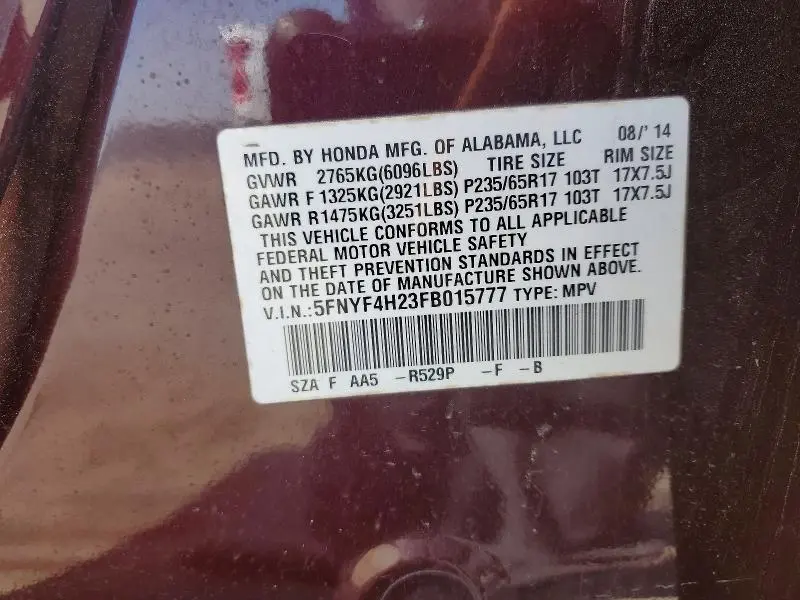 MFD. BY HONDA MFG. OF ALABAMA, LLC 08/' 14
GVWR 2765KG(6096LBS) TIRE SIZE RIM SIZE
GAWR F 1325KG(2921LBS) P235/65R17 103T 17X7.5J
GAWR R1475KG(3251LBS) P235/65R17 103T 17X7.5J
THIS VEHICLE CONFORMS TO ALL APPLICABLE
FEDERAL MOTOR VEHICLE SAFETY
AND THEFT PREVENTION STANDARDS IN EFFECT
ON THE DATE OF MANUFACTURE SHOWN ABOVE.
V.I.N.:5FNYF4H23FB015777 TYPE: MPV
SZA F AA5 -R529P -F -B